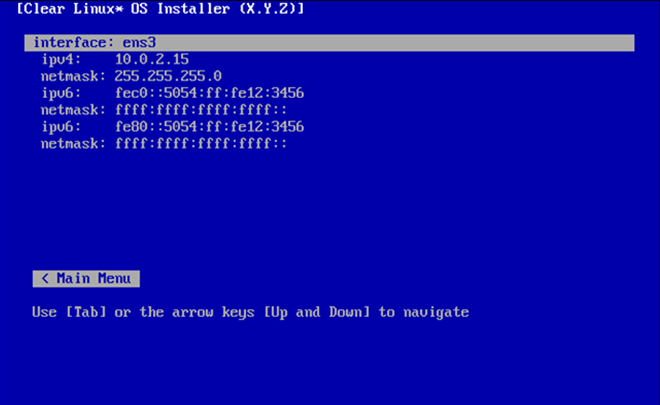 [Clear Linux* OS Installer (X.Y.Z)]
interface: ens3
ipv4: 10.0.2.15
netmask: 255.255.255.0
ipv6: fec0::5054:ff:fe12:3456
netmask: ffff:ffff:ffff:ffff::
ipv6: fe80::5054:ff:fe12:3456
netmask: ffff:ffff:ffff:ffff::
< Main Menu
Use [Tab] or the arrow keys [Up and Down] to navigate